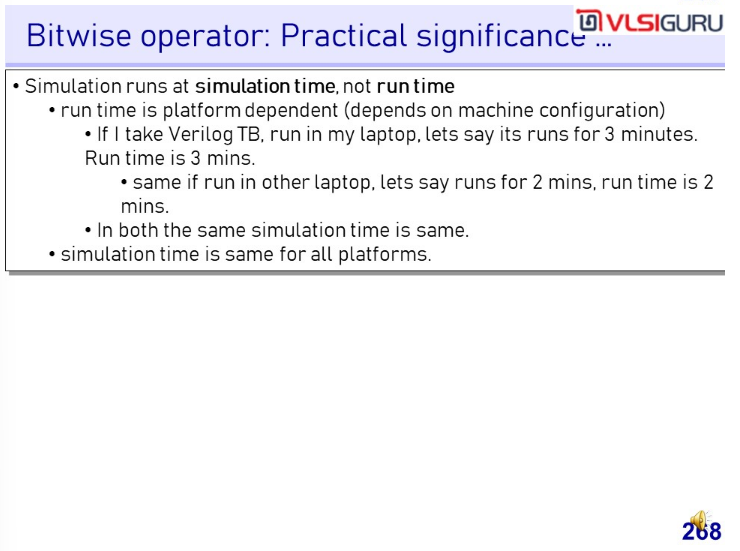 VLSIGURU
Bitwise operator: Practical significance ...
• Simulation runs at simulation time, not run time
• run time is platform dependent (depends on machine configuration)
• If I take Verilog TB, run in my laptop, lets say its runs for 3 minutes.
Run time is 3 mins.
• same if run in other laptop, lets say runs for 2 mins, run time is 2
mins.
• In both the same simulation time is same.
• simulation time is same for all platforms.
268